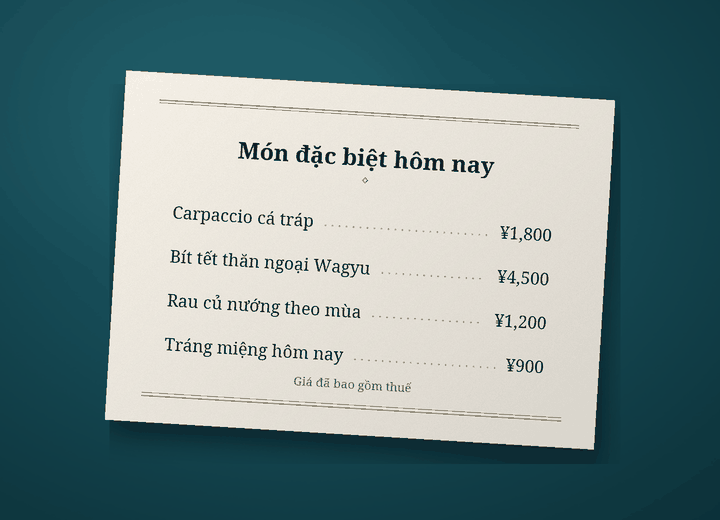 Món đặc biệt hôm nay
Carpaccio cá tráp ¥1,800
Bít tết thăn ngoại Wagyu ¥4,500
Rau củ nướng theo mùa ¥1,200
Tráng miệng hôm nay ¥900
Giá đã bao gồm thuế